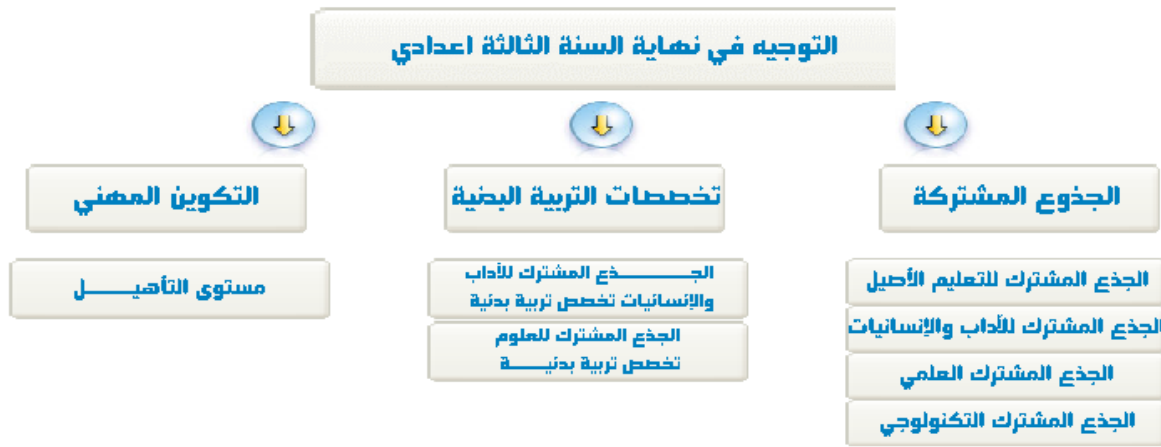 التوجيه في نهاية السنة الثالثة اعدادي
الجذوع المشتركة
تخصصات التربية البدنية
التكوين المهني
الجذع المشترك للتعليم الأصيل
الجذع المشترك للآداب والإنسانيات
الجذع المشترك العلمي
الجذع المشترك التكنولوجي
الجـــــــذع المشترك للآداب
والإنسانيات تخصص تربية بدنية
الجذع المشترك للعلوم
تخصص تربية بدنيـــــة
مستوى التأهيـــــل